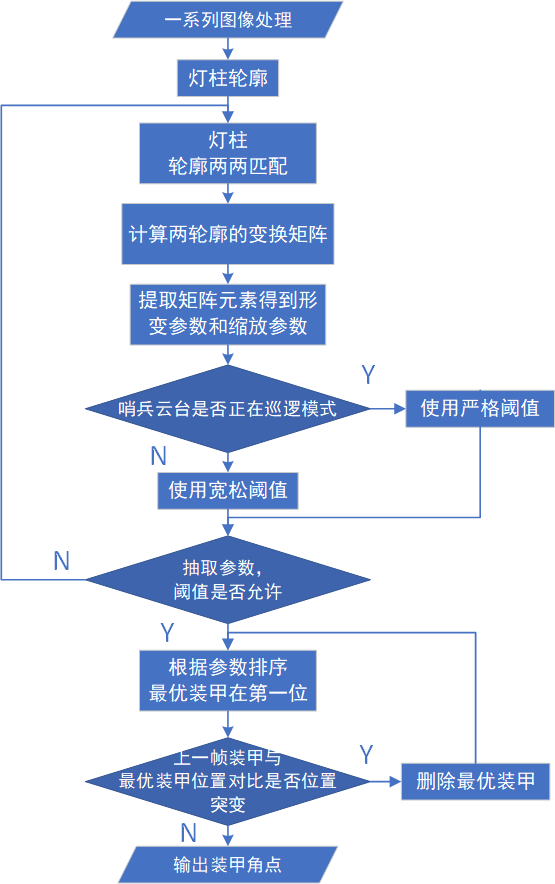 一系列图像处理
灯柱轮廓
灯柱
轮廓两两匹配
计算两轮廓的变换矩阵
提取矩阵元素得到形
变参数和缩放参数
Y
哨兵云台是否正在巡逻模式
使用严格阈值
N
使用宽松阈值
N
抽取参数，
阈值是否允许
Y
根据参数排序
最优装甲在第一位
上一帧装甲与
最优装甲位置对比是否位置
突变
Y
删除最优装甲
N
输出装甲角点